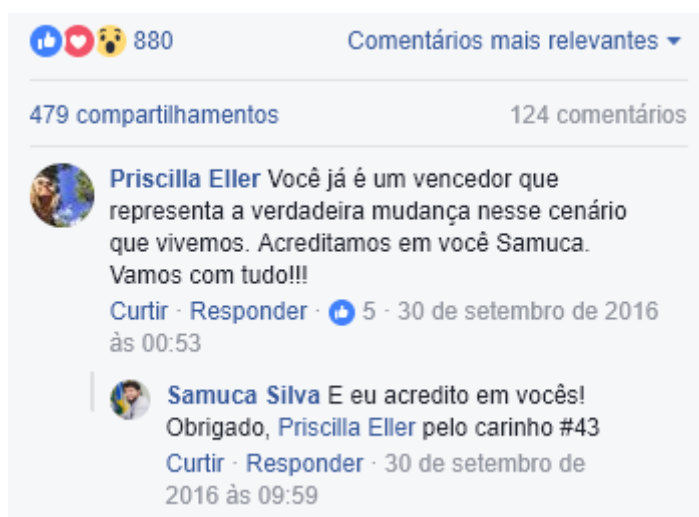 880 Comentários mais relevantes
479 compartilhamentos 124 comentários
Priscilla Eller Você já é um vencedor que
representa a verdadeira mudança nesse cenário
que vivemos. Acreditamos em você Samuca.
Vamos com tudo!!!
Curtir · Responder · 5 · 30 de setembro de 2016
às 00:53
Samuca Silva E eu acredito em vocês!
Obrigado, Priscilla Eller pelo carinho #43
Curtir · Responder · 30 de setembro de
2016 às 09:59